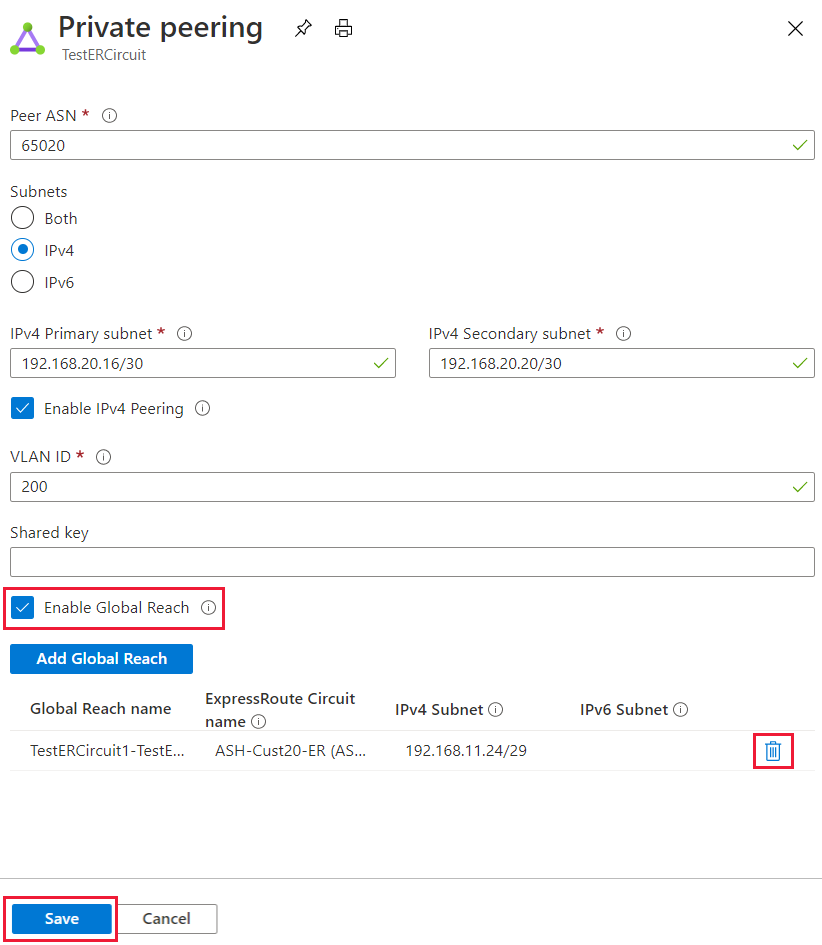 Private peering
TestERCircuit
Peer ASN *
65020
Subnets
Both
IPv4
IPv6
IPv4 Primary subnet * IPv4 Secondary subnet *
192.168.20.16/30 192.168.20.20/30
Enable IPv4 Peering
VLAN ID *
200
Shared key
Enable Global Reach
Add Global Reach
Global Reach name ExpressRoute Circuit name IPv4 Subnet IPv6 Subnet
TestERCircuit1-TestE... ASH-Cust20-ER (AS... 192.168.11.24/29
Save Cancel